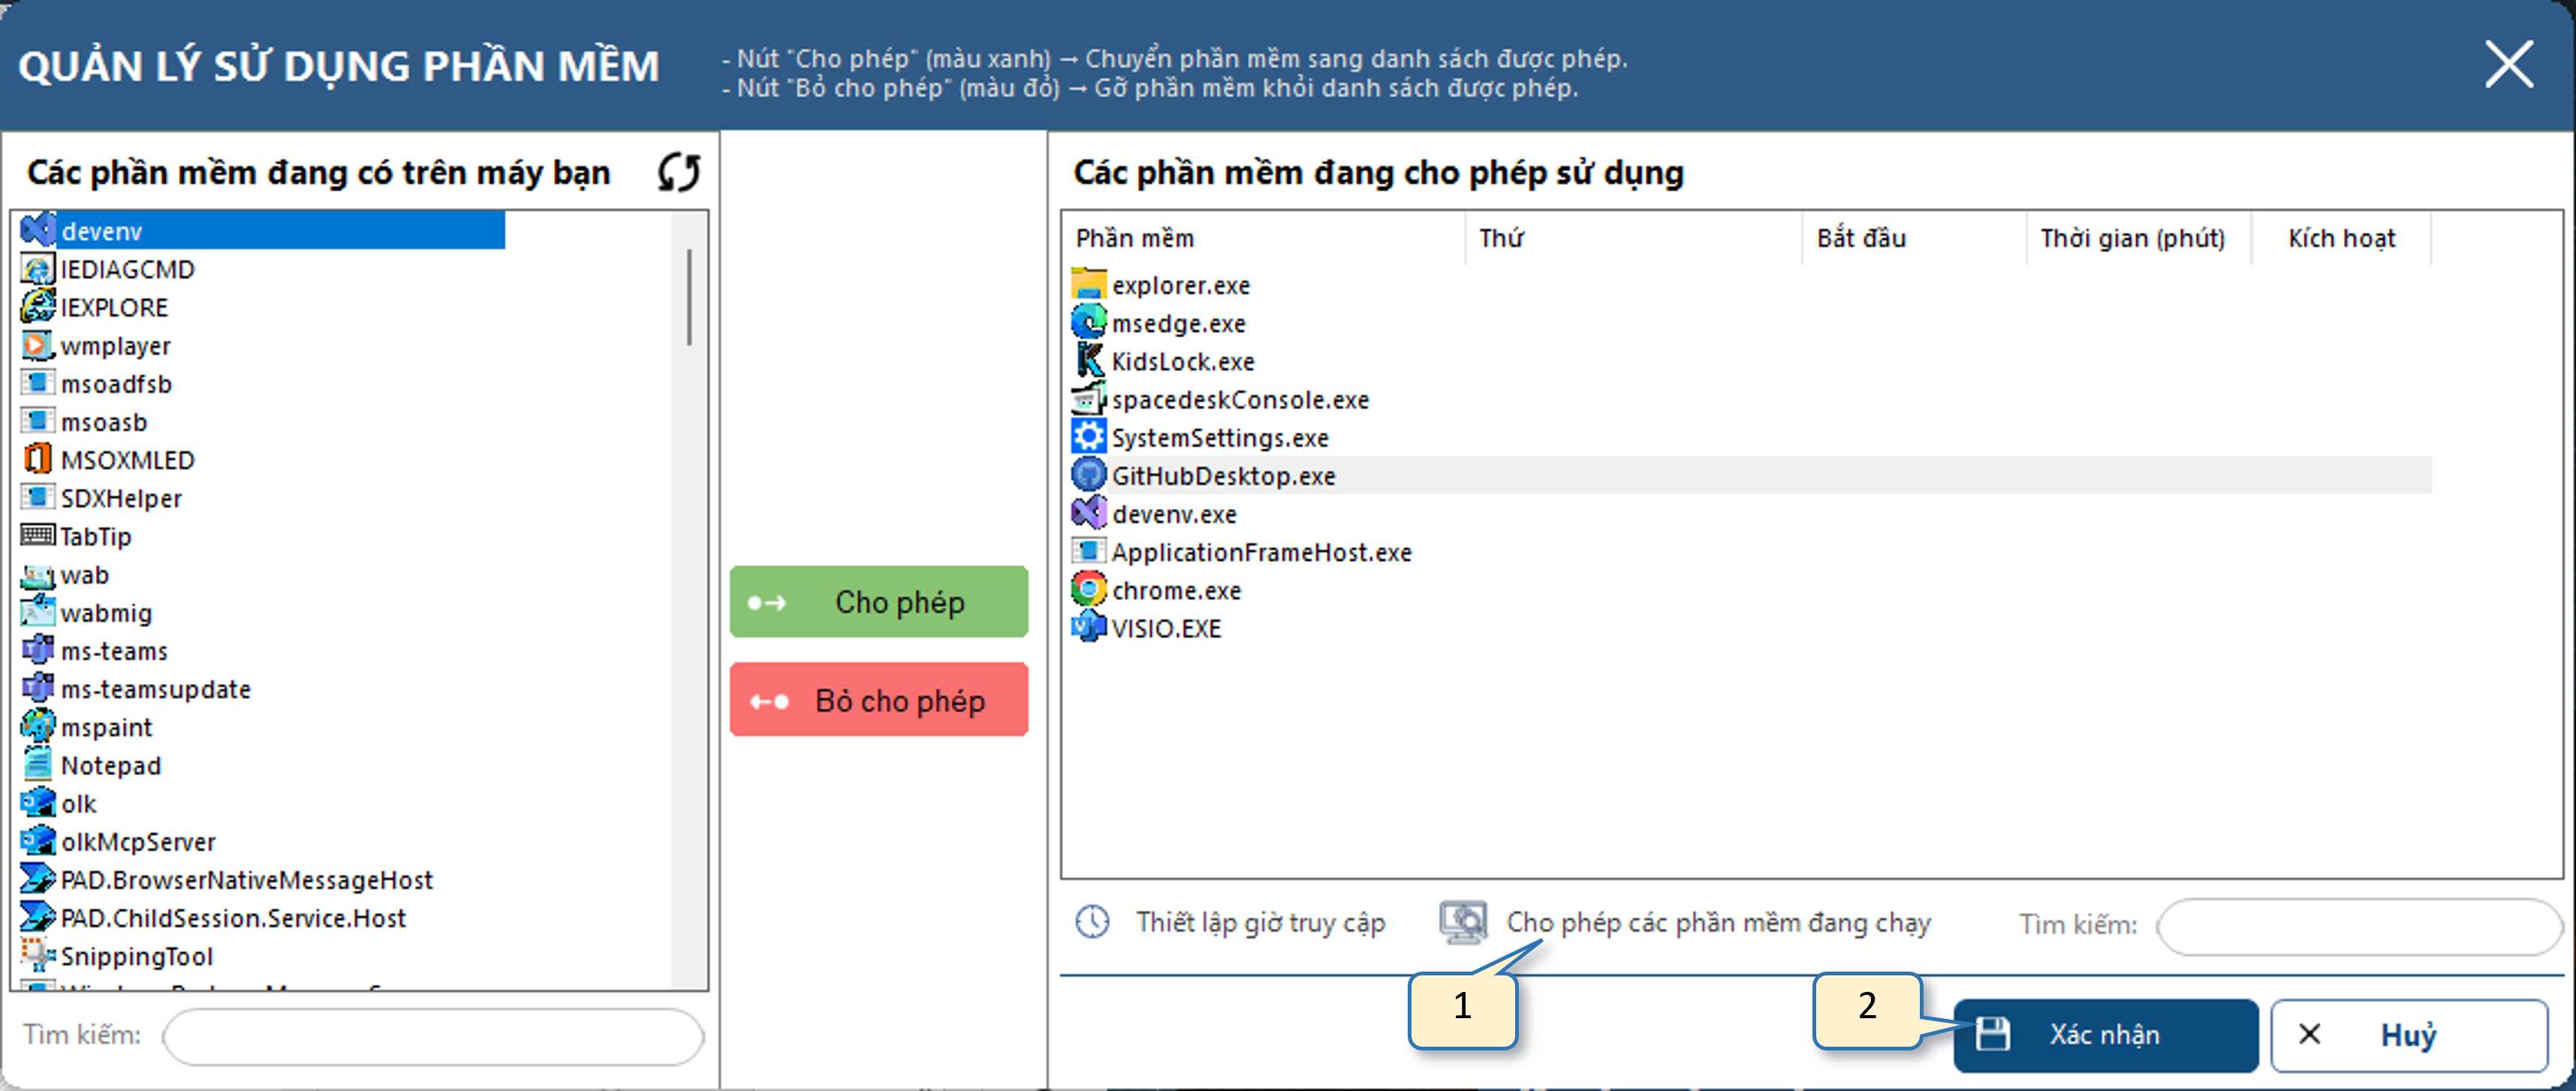 QUẢN LÝ SỬ DỤNG PHẦN MỀM
- Nút "Cho phép" (màu xanh) → Chuyển phần mềm sang danh sách được phép.
- Nút "Bỏ cho phép" (màu đỏ) → Gỡ phần mềm khỏi danh sách được phép.
Các phần mềm đang có trên máy bạn
devenv
IEDIAGCMD
IEXPLORE
wmplayer
msoadfsb
msoasb
MSOXMLED
SDXHelper
TabTip
wab
wabmig
ms-teams
ms-teamsupdate
mspaint
Notepad
olk
olkMcpServer
PAD.BrowserNativeMessageHost
PAD.ChildSession.Service.Host
SnippingTool
Tìm kiếm:
Cho phép
Bỏ cho phép
Các phần mềm đang cho phép sử dụng
Phần mềm Thứ Bắt đầu Thời gian (phút) Kích hoạt
explorer.exe
msedge.exe
KidsLock.exe
spacedeskConsole.exe
SystemSettings.exe
GitHubDesktop.exe
devenv.exe
ApplicationFrameHost.exe
chrome.exe
VISIO.EXE
Thiết lập giờ truy cập Cho phép các phần mềm đang chạy Tìm kiếm:
1
2
Xác nhận
Huỷ